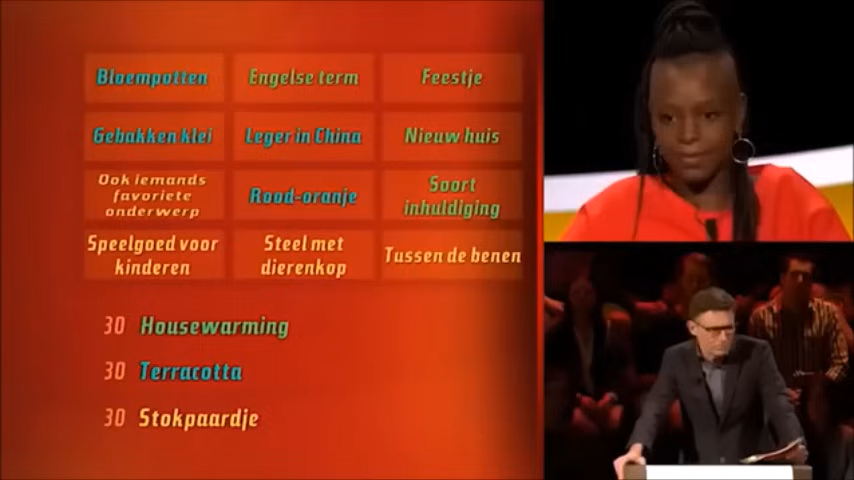 Bloempotten
Engelse term
Feestje
Gebakken klei
Leger in China
Nieuw huis
Ook iemands
favoriete
onderwerp
Rood-oranje
Soort
inhuldiging
Speelgoed voor
kinderen
Steel met
dierenkop
Tussen de benen
30 Housewarming
30 Terracotta
30 Stokpaardje